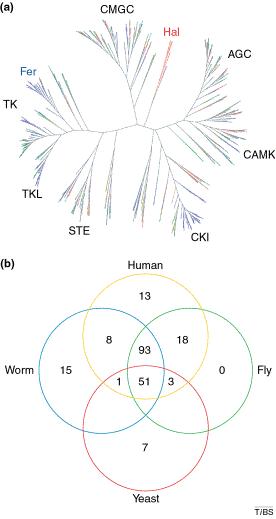 (a)
CMGC
Hal
AGC
Fer
TK
CAMK
TKL
STE
CKI
(b)
Human
13
8
18
93
Worm
15
0
Fly
1
51
3
7
Yeast
TiBS